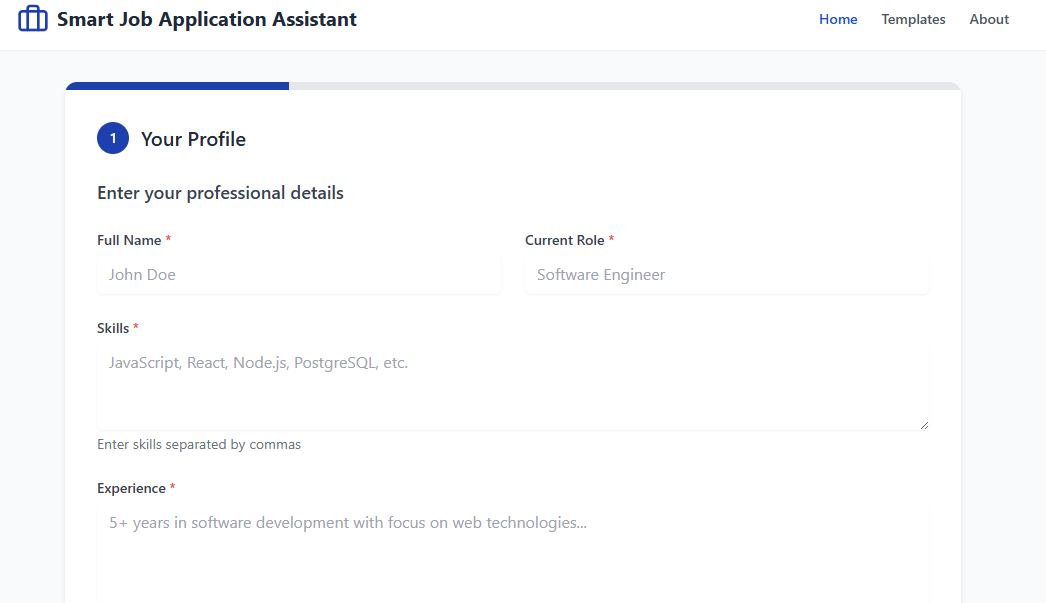 Smart Job Application Assistant
Home Templates About
1 Your Profile
Enter your professional details
Full Name * Current Role *
John Doe Software Engineer
Skills *
JavaScript, React, Node.js, PostgreSQL, etc.
Enter skills separated by commas
Experience *
5+ years in software development with focus on web technologies...